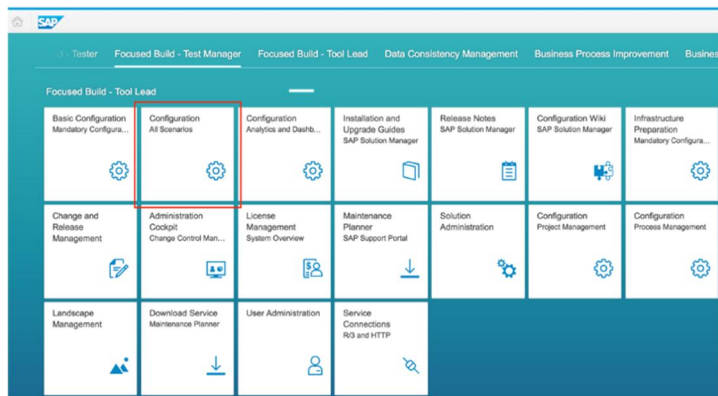 SAP
- Tester Focused Build - Test Manager Focused Build - Tool Lead Data Consistency Management Business Process Improvement Busines
Focused Build - Tool Lead
Basic Configuration
Mandatory Configura...
Configuration
All Scenarios
Configuration
Analytics and Dashb...
Installation and
Upgrade Guides
SAP Solution Manager
Release Notes
SAP Solution Manager
Configuration Wiki
SAP Solution Manager
Infrastructure
Preparation
Mandatory Configura...
Change and
Release
Management
Administration
Cockpit
Change Control Man...
License
Management
System Overview
Maintenance
Planner
SAP Support Portal
Solution
Administration
Configuration
Project Management
Configuration
Process Management
Landscape
Management
Download Service
Maintenance Planner
User Administration
Service
Connections
R/3 and HTTP